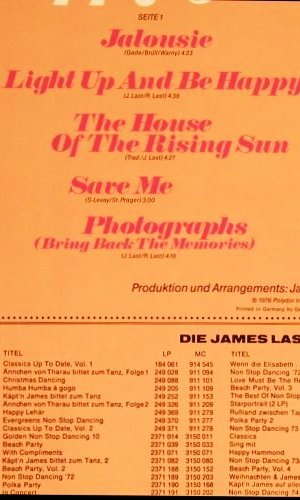 SEITE 1
Jalousie
(Gade/Brüll/Warny) 4.23
Light Up And Be Happy
(J. Last/R. Last) 4.38
The House
Of The Rising Sun
(Trad./J. Last) 4.27
Save Me
(S-Levay/St. Prager) 3.00
Photographs
(Bring Back The Memories)
(J. Last/R. Last) 4.16
Produktion und Arrangements: Ja
℗ 1976 Polydor
Printed in Germany by
DIE JAMES LAS
TITEL LP MC TITEL
Classics Up To Date, Vol. 1 184 061 914 545 Wenn die Elisabeth
Ännchen von Tharau bittet zum Tanz, Folge 1 249 028 911 094 Non Stop Dancing '72
Christmas Dancing 249 088 911 101 Love Must Be The Re
Humba Humba à gogo 249 205 911 109 Beach Party, Vol. 3
Käpt'n James bittet zum Tanz 249 252 911 153 The Best Of Non Stop
Ännchen von Tharau bittet zum Tanz, Folge 2 249 326 911 209 Starportrait (2 LP)
Happy Lehár 249 369 911 279 Rußland zwischen Ta
Evergreens Non Stop Dancing 249 370 911 277 Polka Party 2
Classics Up To Date, Vol. 2 249 371 911 278 Non Stop Dancing 73
Golden Non Stop Dancing 10 2371 014 3150 011 Classics
Beach Party 2371 039 3150 033 Sing mit
With Compliments 2371 071 3150 071 Happy Hammond
Käpt'n James bittet zum Tanz, 2 2371 082 3150 080 Non Stop Dancing '73
Beach Party, Vol. 2 2371 188 3150 152 Beach Party, Vol. 4
Non Stop Dancing '72 2371 189 3150 203 Weihnachten & James
Polka Party 2371 190 3150 168 Käpt'n James auf allen
In Concert 2371 191